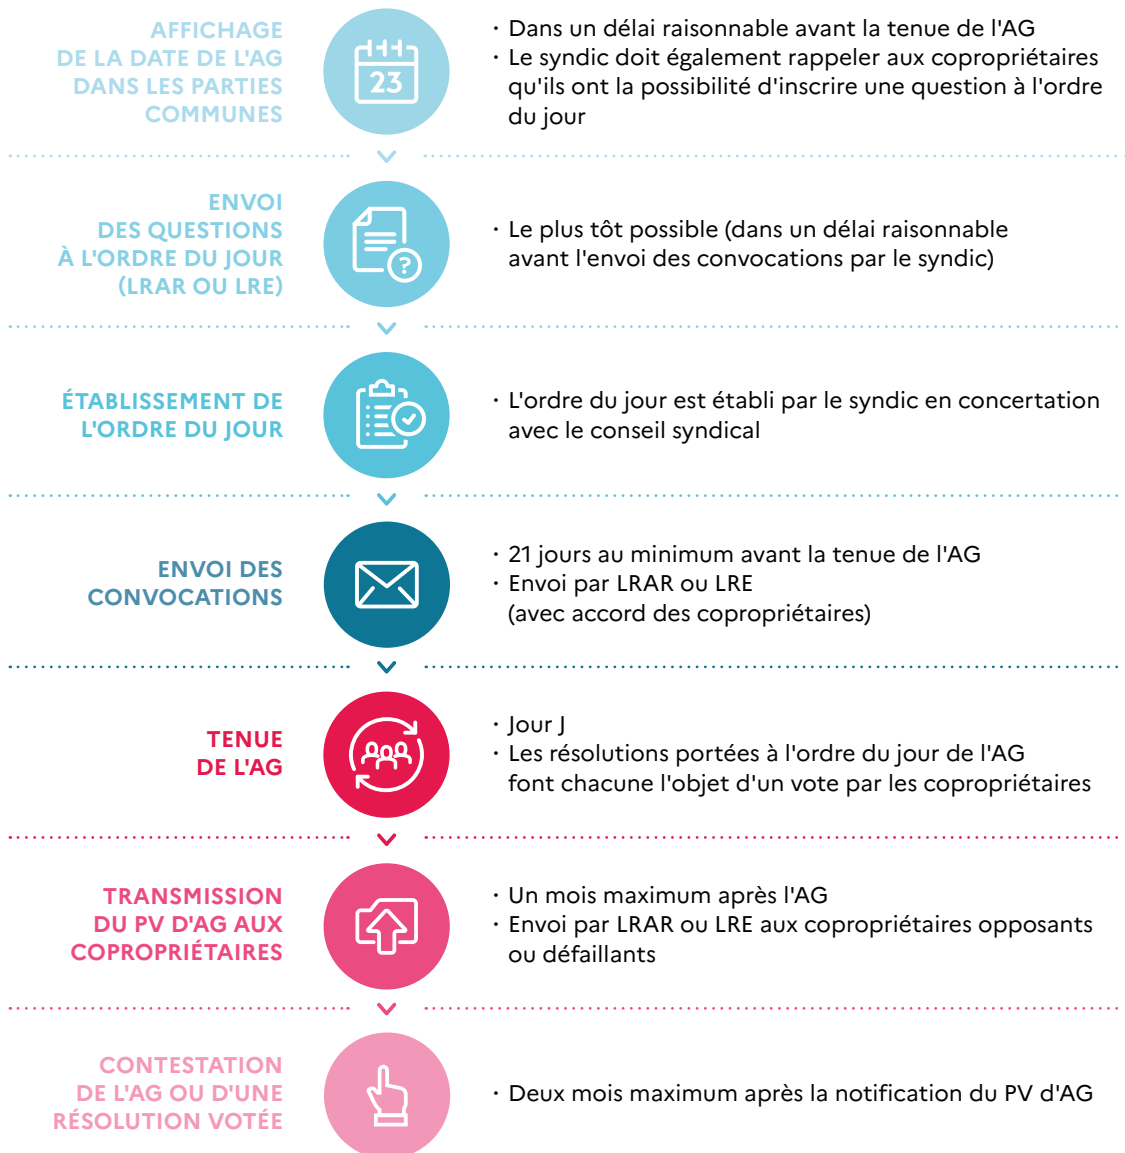 AFFICHAGE
DE LA DATE DE L'AG
DANS LES PARTIES
COMMUNES
23
· Dans un délai raisonnable avant la tenue de l'AG
· Le syndic doit également rappeler aux copropriétaires
qu'ils ont la possibilité d'inscrire une question à l'ordre
du jour
ENVOI
DES QUESTIONS
À L'ORDRE DU JOUR
(LRAR OU LRE)
?
· Le plus tôt possible (dans un délai raisonnable
avant l'envoi des convocations par le syndic)
ÉTABLISSEMENT DE
L'ORDRE DU JOUR
· L'ordre du jour est établi par le syndic en concertation
avec le conseil syndical
ENVOI DES
CONVOCATIONS
· 21 jours au minimum avant la tenue de l'AG
· Envoi par LRAR ou LRE
(avec accord des copropriétaires)
TENUE
DE L'AG
· Jour J
· Les résolutions portées à l'ordre du jour de l'AG
font chacune l'objet d'un vote par les copropriétaires
TRANSMISSION
DU PV D'AG AUX
COPROPRIÉTAIRES
· Un mois maximum après l'AG
· Envoi par LRAR ou LRE aux copropriétaires opposants
ou défaillants
CONTESTATION
DE L'AG OU D'UNE
RÉSOLUTION VOTÉE
· Deux mois maximum après la notification du PV d'AG